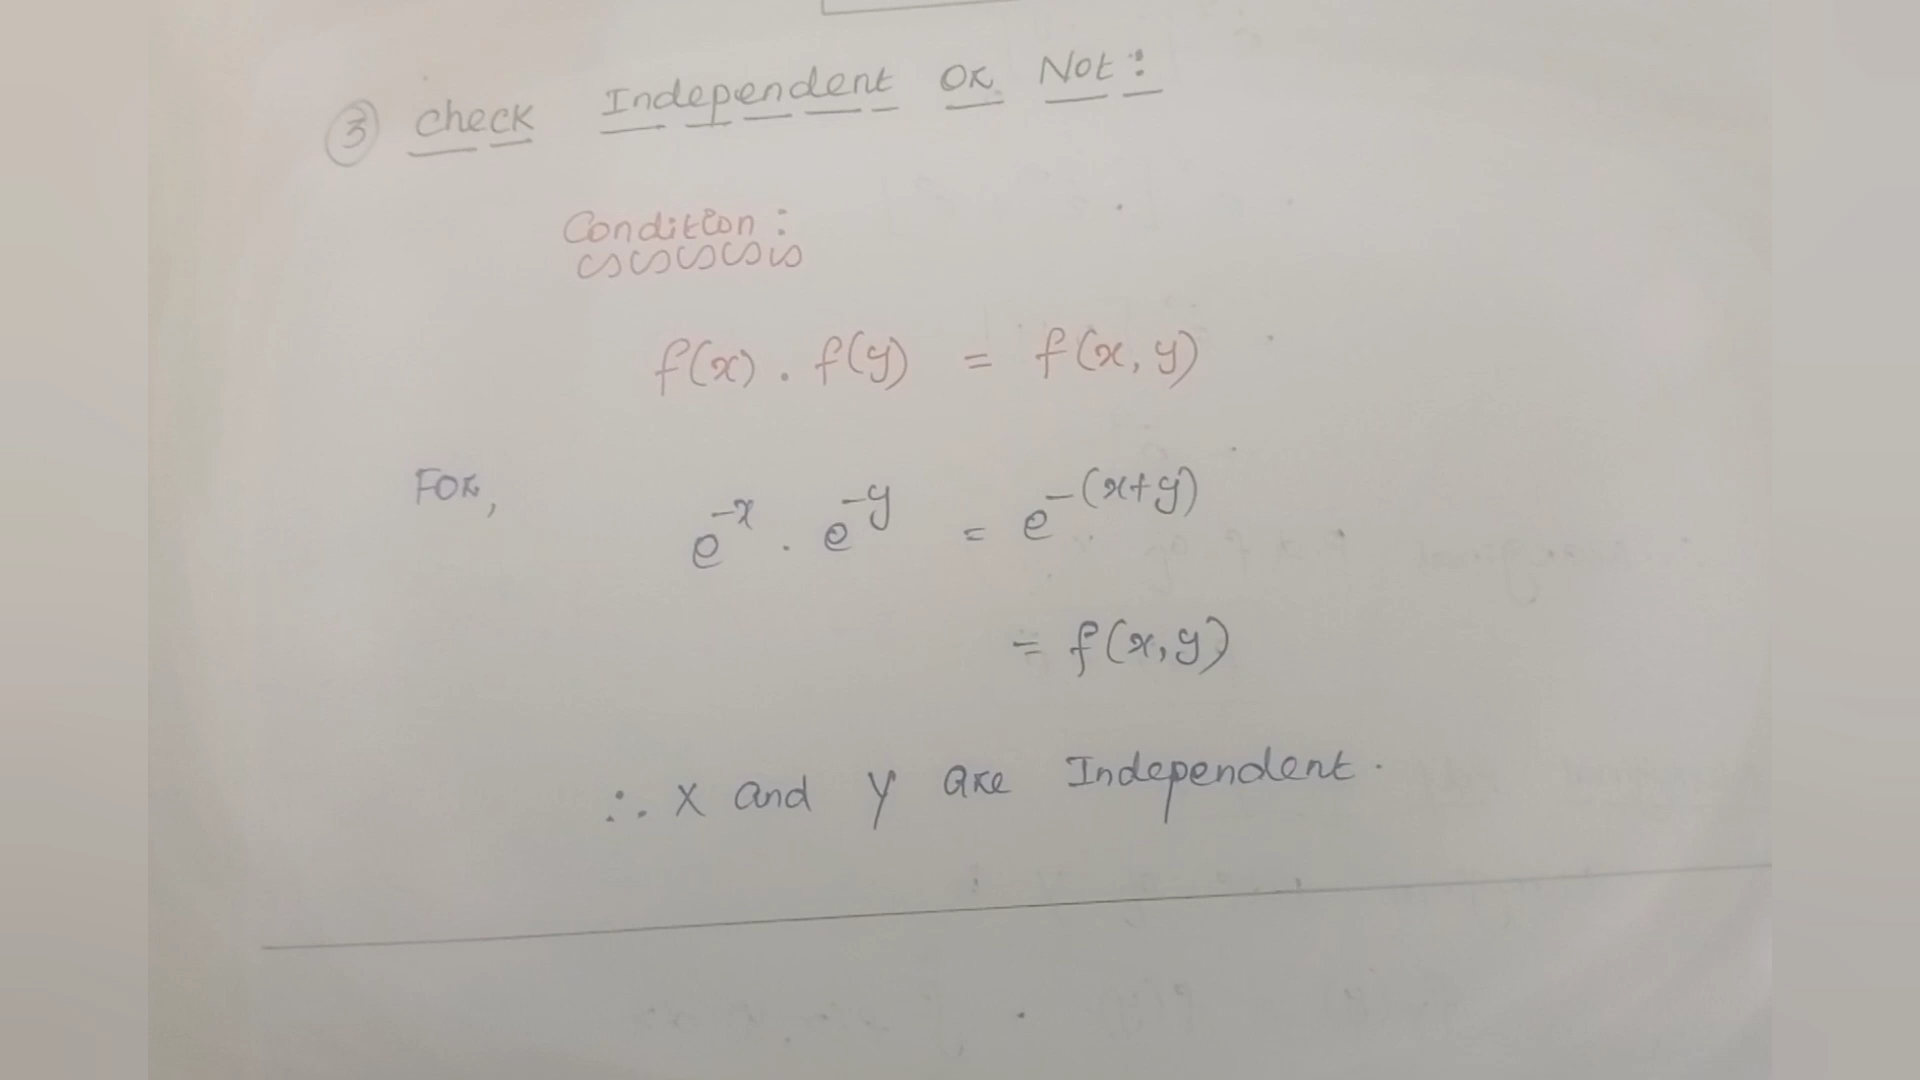 ③ Check Independent OR Not:
Condition:
f(x) . f(y) = f(x, y)
FOR,
e^{-x} . e^{-y} = e^{-(x+y)}
= f(x,y)
∴ X and Y are Independent.